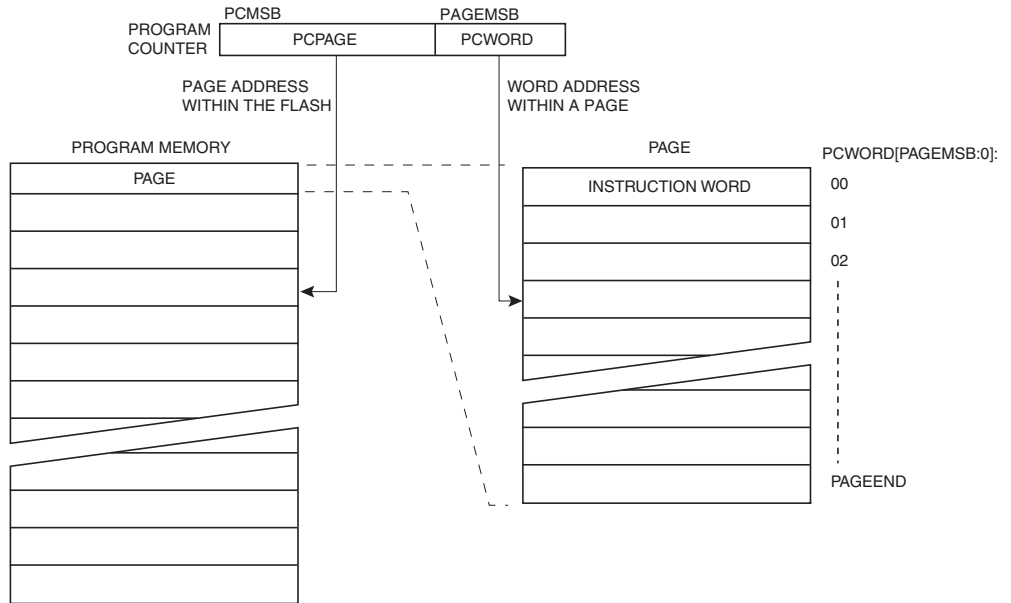 PCMSB
PAGEMSB
PROGRAM
COUNTER
PCPAGE
PCWORD
PAGE ADDRESS
WITHIN THE FLASH
WORD ADDRESS
WITHIN A PAGE
PROGRAM MEMORY
PAGE
PAGE
PCWORD[PAGEMSB:0]:
INSTRUCTION WORD
00
01
02
PAGEEND